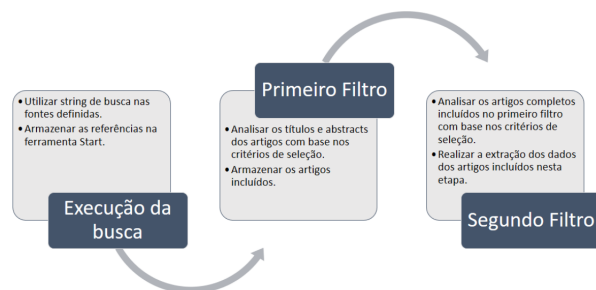 • Utilizar string de busca nas
fontes definidas.
• Armazenar as referências na
ferramenta Start.
Execução da
busca
Primeiro Filtro
• Analisar os títulos e abstracts
dos artigos com base nos
critérios de seleção.
• Armazenar os artigos
incluídos.
• Analisar os artigos completos
incluídos no primeiro filtro
com base nos critérios de
seleção.
• Realizar a extração dos dados
dos artigos incluídos nesta
etapa.
Segundo Filtro